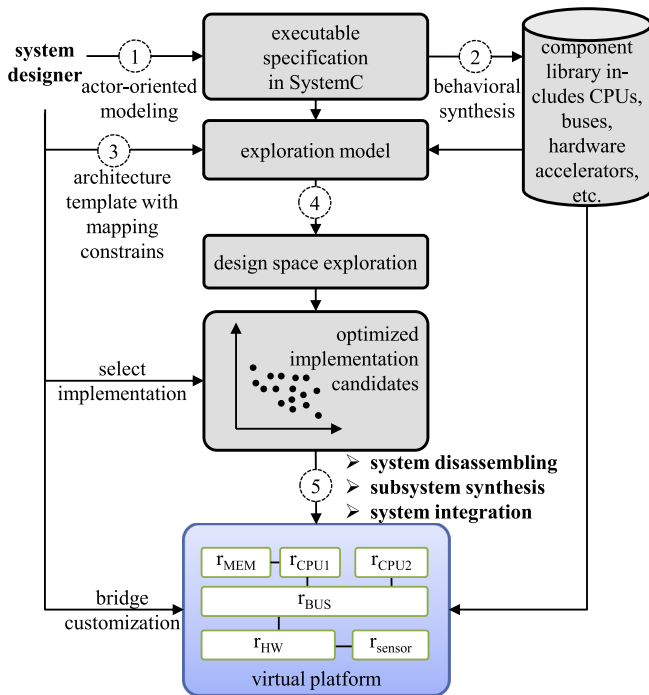 system
designer
1
actor-oriented
modeling
executable
specification
in SystemC
2
behavioral
synthesis
component
library in-
cludes CPUs,
buses,
hardware
accelerators,
etc.
3
architecture
template with
mapping
constrains
exploration model
4
design space exploration
select
implementation
optimized
implementation
candidates
5
➢ system disassembling
➢ subsystem synthesis
➢ system integration
bridge
customization
rMEM
rCPU1
rCPU2
rBUS
rHW
rsensor
virtual platform